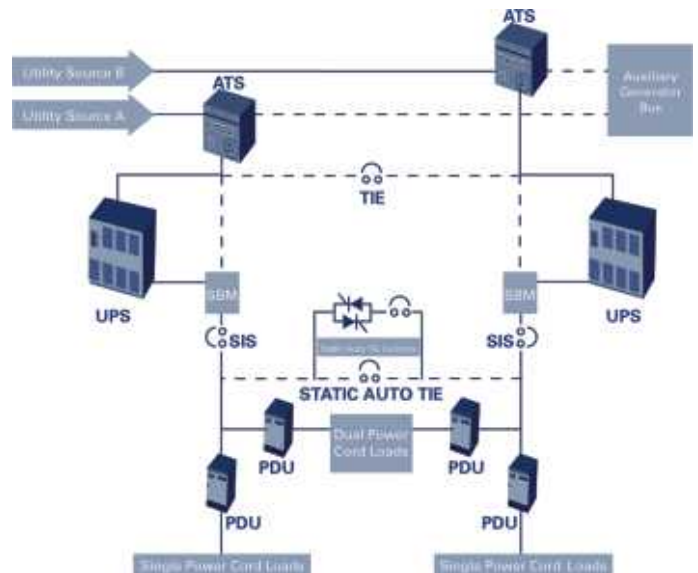 ATS
Utility Source B
ATS
Auxiliary
Generator
Bus
Utility Source A
TIE
UPS
SBM
SBM
UPS
SIS
SIS
STATIC AUTO TIE
PDU
Dual Power
Cord Loads
PDU
PDU
PDU
Single Power Cord Loads
Single Power Cord Loads